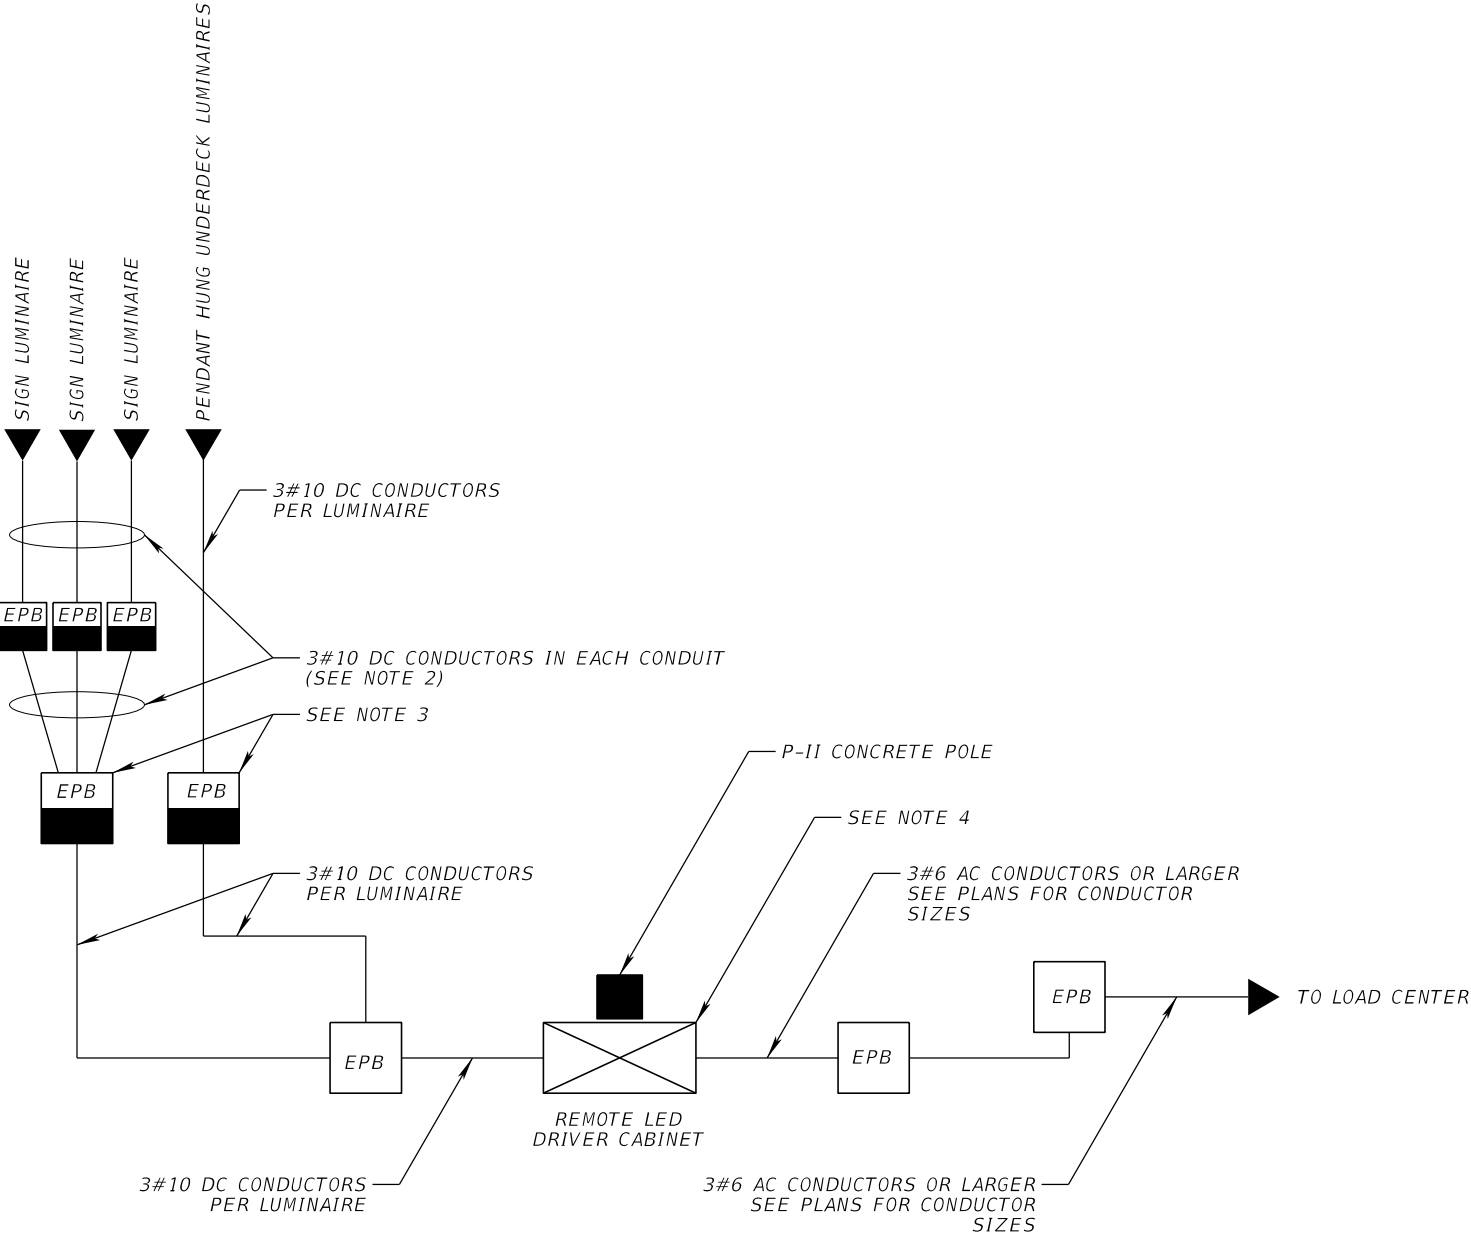 SIGN LUMINAIRE
SIGN LUMINAIRE
SIGN LUMINAIRE
PENDANT HUNG UNDERDECK LUMINAIRES
3#10 DC CONDUCTORS
PER LUMINAIRE
EPB
EPB
EPB
3#10 DC CONDUCTORS IN EACH CONDUIT
(SEE NOTE 2)
SEE NOTE 3
EPB
EPB
P-II CONCRETE POLE
SEE NOTE 4
3#10 DC CONDUCTORS
PER LUMINAIRE
3#6 AC CONDUCTORS OR LARGER
SEE PLANS FOR CONDUCTOR
SIZES
EPB
TO LOAD CENTER
EPB
EPB
REMOTE LED
DRIVER CABINET
3#10 DC CONDUCTORS
PER LUMINAIRE
3#6 AC CONDUCTORS OR LARGER
SEE PLANS FOR CONDUCTOR
SIZES